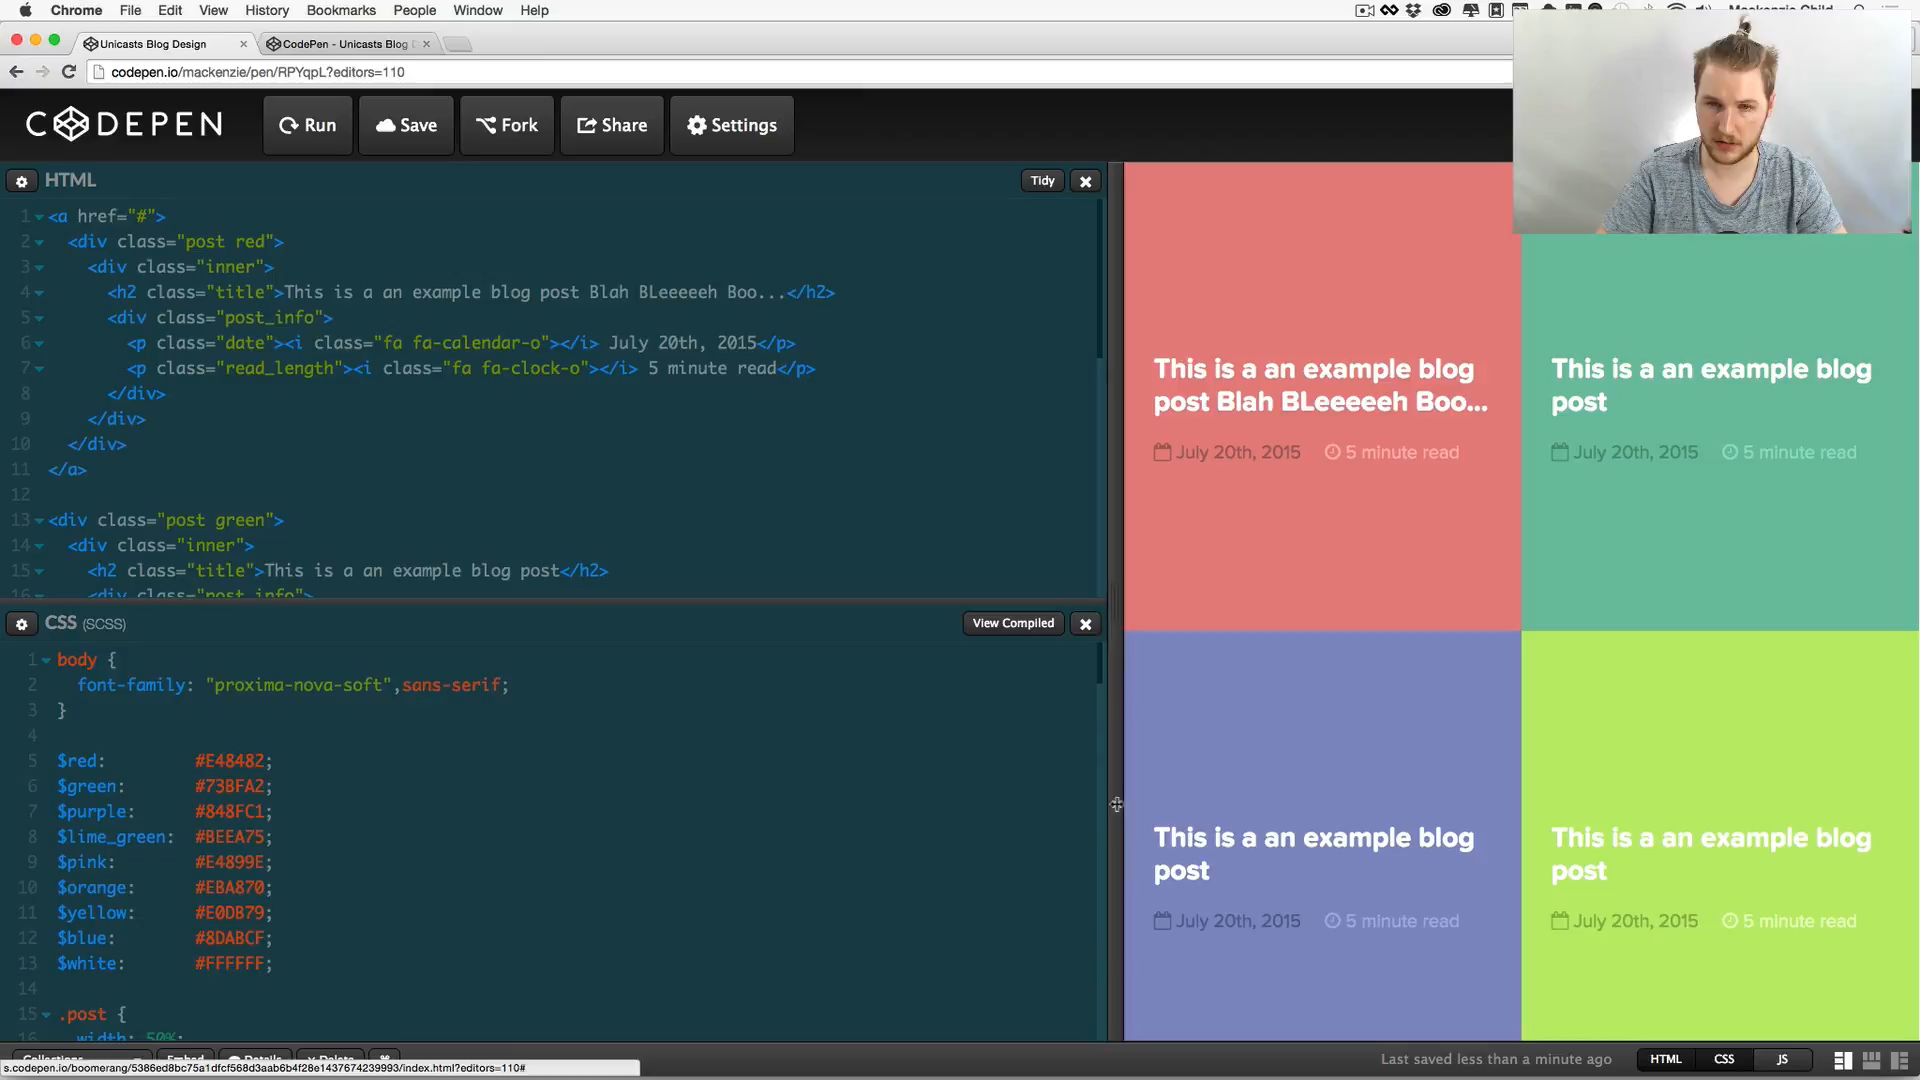 Chrome File Edit View History Bookmarks People Window Help
Unicasts Blog Design
CodePen - Unicasts Blog
codepen.io/mackenzie/pen/RPYqpL?editors=110
CODEPEN
Run
Save
Fork
Share
Settings
HTML
Tidy
1 <a href="#">
2 <div class="post red">
3 <div class="inner">
4 <h2 class="title">This is a an example blog post Blah BLeeeeeh Boo...</h2>
5 <div class="post_info">
6 <p class="date"><i class="fa fa-calendar-o"></i> July 20th, 2015</p>
7 <p class="read_length"><i class="fa fa-clock-o"></i> 5 minute read</p>
8 </div>
9 </div>
10 </div>
11 </a>
12
13 <div class="post green">
14 <div class="inner">
15 <h2 class="title">This is a an example blog post</h2>
16 <div class="post_info">
CSS (SCSS)
View Compiled
1 body {
2 font-family: "proxima-nova-soft",sans-serif;
3 }
4
5 $red: #E48482;
6 $green: #73BFA2;
7 $purple: #848FC1;
8 $lime_green: #BEEA75;
9 $pink: #E4899E;
10 $orange: #EBA870;
11 $yellow: #E0DB79;
12 $blue: #8DABCF;
13 $white: #FFFFFF;
14
15 .post {
16 width: 50%;
This is a an example blog
post Blah BLeeeeeh Boo...
July 20th, 2015 5 minute read
This is a an example blog
post
July 20th, 2015 5 minute read
This is a an example blog
post
July 20th, 2015 5 minute read
This is a an example blog
post
July 20th, 2015 5 minute read
Collections Embed Details Delete
s.codepen.io/boomerang/5386ed8bc75a1dfcf568d3aab6b4f28e1437674239993/index.html?editors=110#
Last saved less than a minute ago
HTML CSS JS